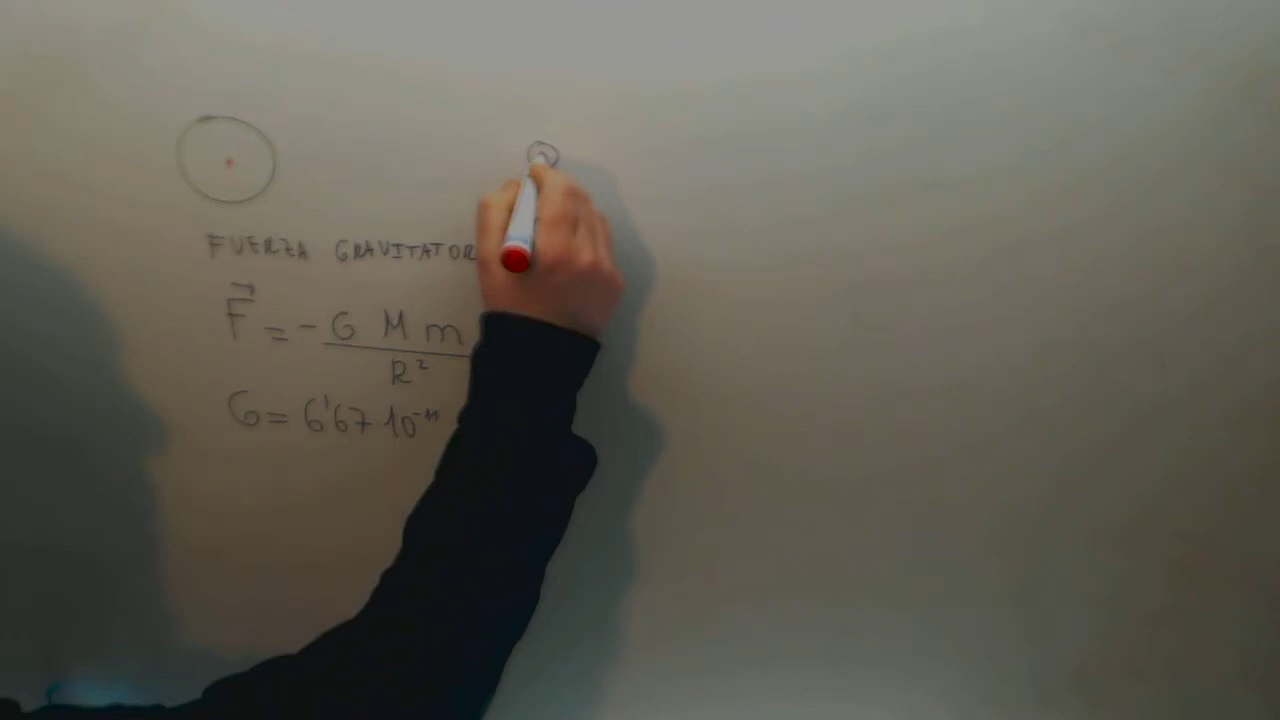 FUERZA GRAVITATOR
F⃗ = - G M m / R²
G = 6'67 10⁻¹¹